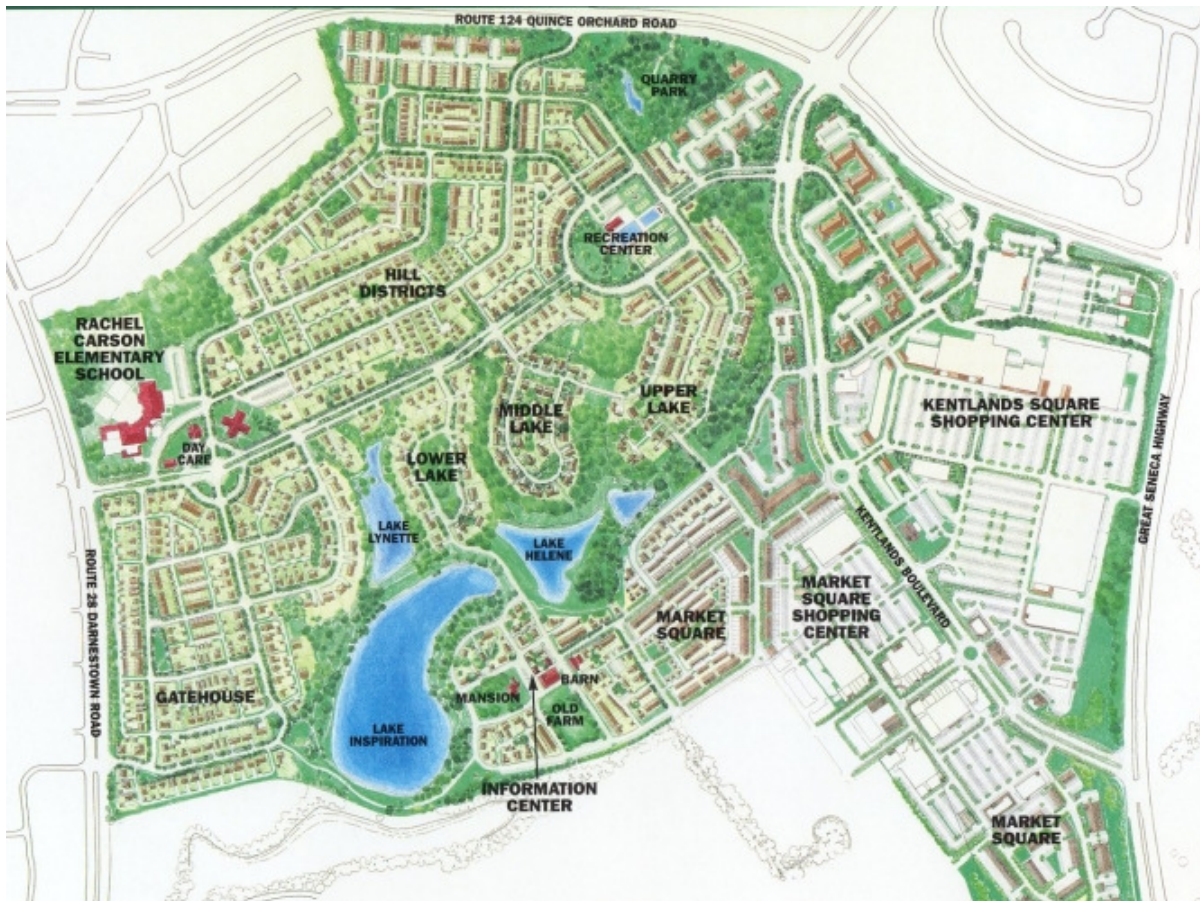 ROUTE 124 QUINCE ORCHARD ROAD
QUARRY
PARK
RECREATION
CENTER
HILL
DISTRICTS
RACHEL
CARSON
ELEMENTARY
SCHOOL
DAY
CARE
UPPER
LAKE
MIDDLE
LAKE
LOWER
LAKE
KENTLANDS SQUARE
SHOPPING CENTER
GREAT SENECA HIGHWAY
LAKE
LYNETTE
LAKE
HELENE
KENTLANDS BOULEVARD
ROUTE 28 DARNESTOWN ROAD
MARKET
SQUARE
MARKET
SQUARE
SHOPPING
CENTER
GATEHOUSE
MANSION
BARN
OLD
FARM
LAKE
INSPIRATION
INFORMATION
CENTER
MARKET
SQUARE